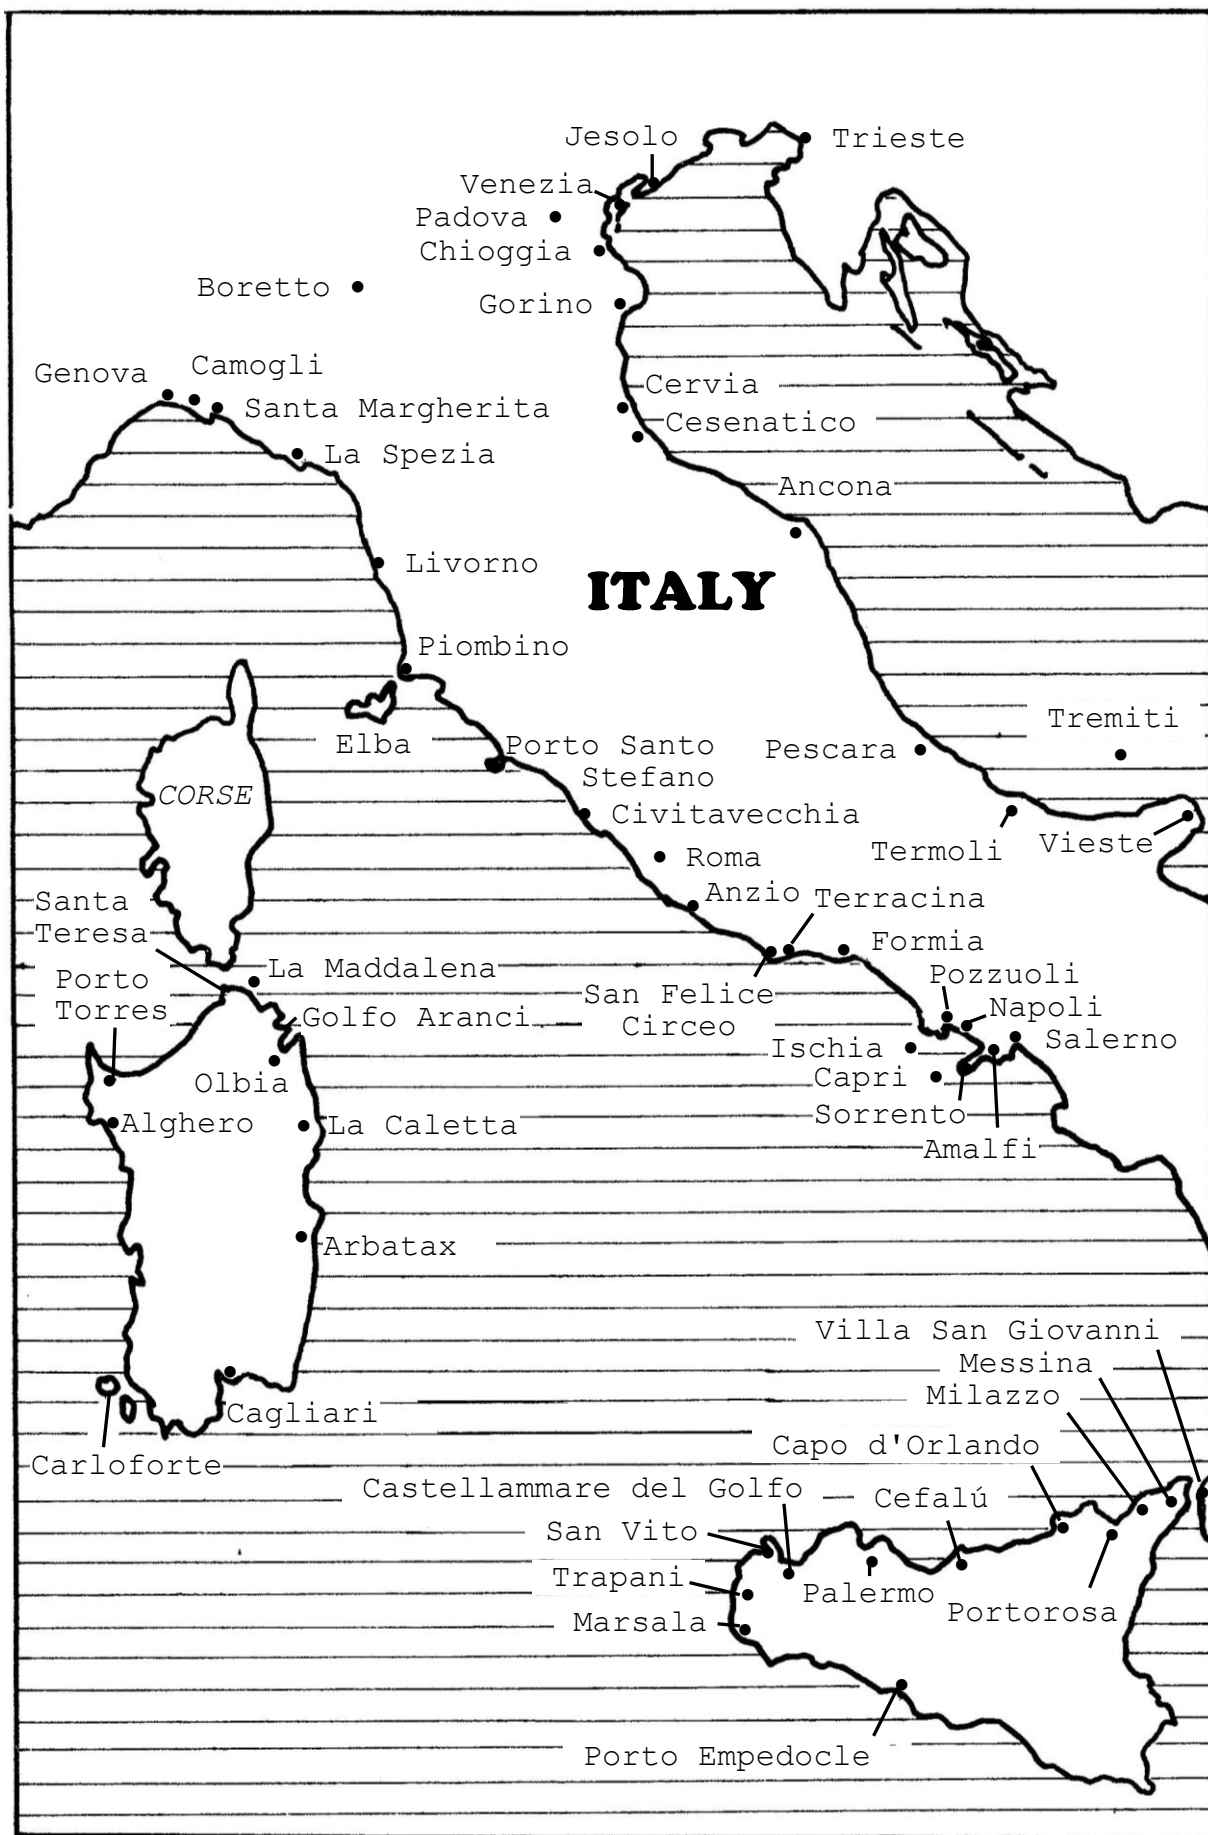 Jesolo
Trieste
Venezia
Padova
Chioggia
Boretto
Gorino
Camogli
Genova
Cervia
Santa Margherita
Cesenatico
La Spezia
Ancona
Livorno
ITALY
Piombino
Tremiti
Elba
Porto Santo
Stefano
Pescara
CORSE
Civitavecchia
Vieste
Termoli
Roma
Anzio
Terracina
Santa
Teresa
Formia
La Maddalena
Pozzuoli
Porto
Torres
San Felice
Circeo
Napoli
Golfo Aranci
Salerno
Ischia
Olbia
Capri
Sorrento
Alghero
La Caletta
Amalfi
Arbatax
Villa San Giovanni
Messina
Milazzo
Cagliari
Capo d'Orlando
Carloforte
Castellammare del Golfo
Cefalú
San Vito
Trapani
Palermo
Portorosa
Marsala
Porto Empedocle